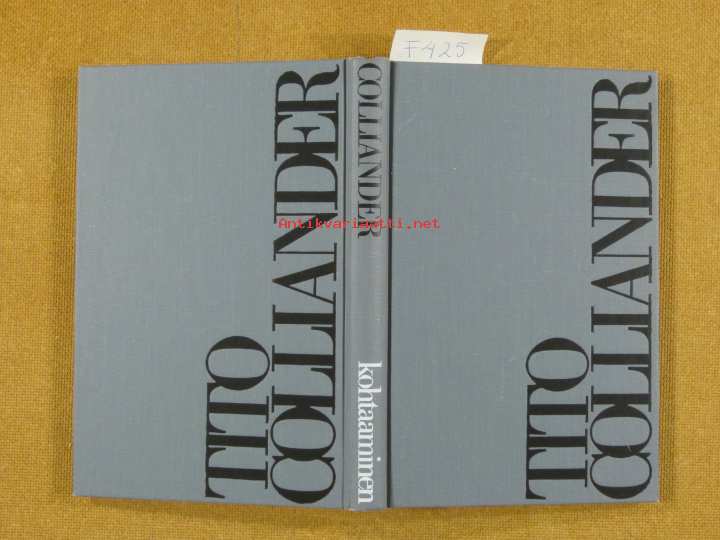 F425
TITO
COLLIANDER
COLLIANDER
kohtaaminen
TITO
COLLIANDER
Antikvariaatti.net